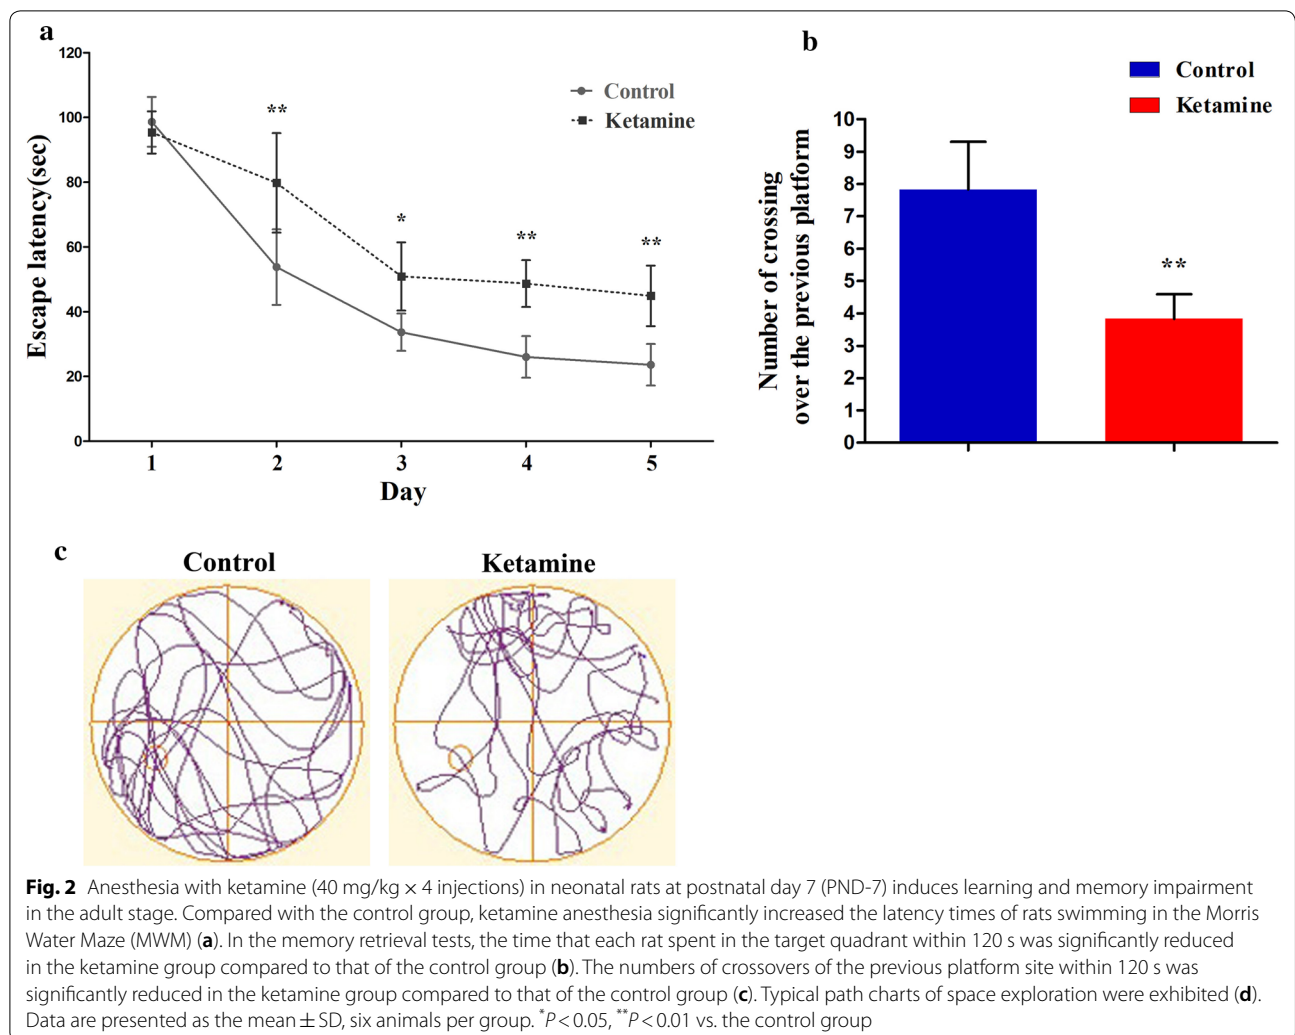 a
120
100
80
60
40
20
0
Escape latency(sec)
Control
Ketamine
**
*
**
**
1 2 3 4 5
Day
b
Control
Ketamine
10
9
8
7
6
5
4
3
2
1
0
Number of crossing
over the previous platform
**
c
Control Ketamine
Fig. 2 Anesthesia with ketamine (40 mg/kg × 4 injections) in neonatal rats at postnatal day 7 (PND-7) induces learning and memory impairment
in the adult stage. Compared with the control group, ketamine anesthesia significantly increased the latency times of rats swimming in the Morris
Water Maze (MWM) (a). In the memory retrieval tests, the time that each rat spent in the target quadrant within 120 s was significantly reduced
in the ketamine group compared to that of the control group (b). The numbers of crossovers of the previous platform site within 120 s was
significantly reduced in the ketamine group compared to that of the control group (c). Typical path charts of space exploration were exhibited (d).
Data are presented as the mean ± SD, six animals per group. *P < 0.05, **P < 0.01 vs. the control group